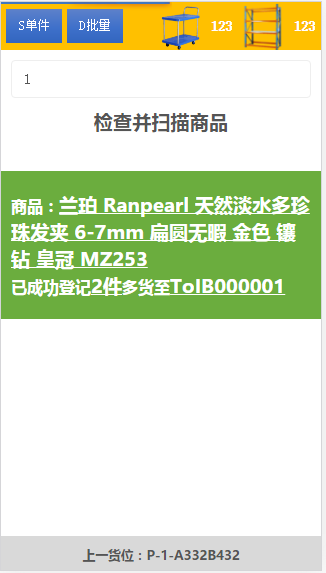 S单件 D批量 123 123
1
检查并扫描商品
商品：兰珀 Ranpearl 天然淡水多珍
珠发夹 6-7mm 扁圆无暇 金色 镶
钻 皇冠 MZ253
已成功登记2件多货至TolB000001
上一货位：P-1-A332B432